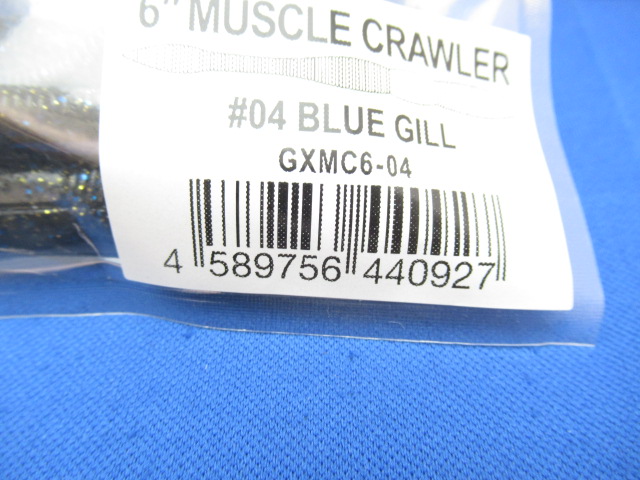 6" MUSCLE CRAWLER
#04 BLUE GILL
GXMC6-04
4 589756 440927